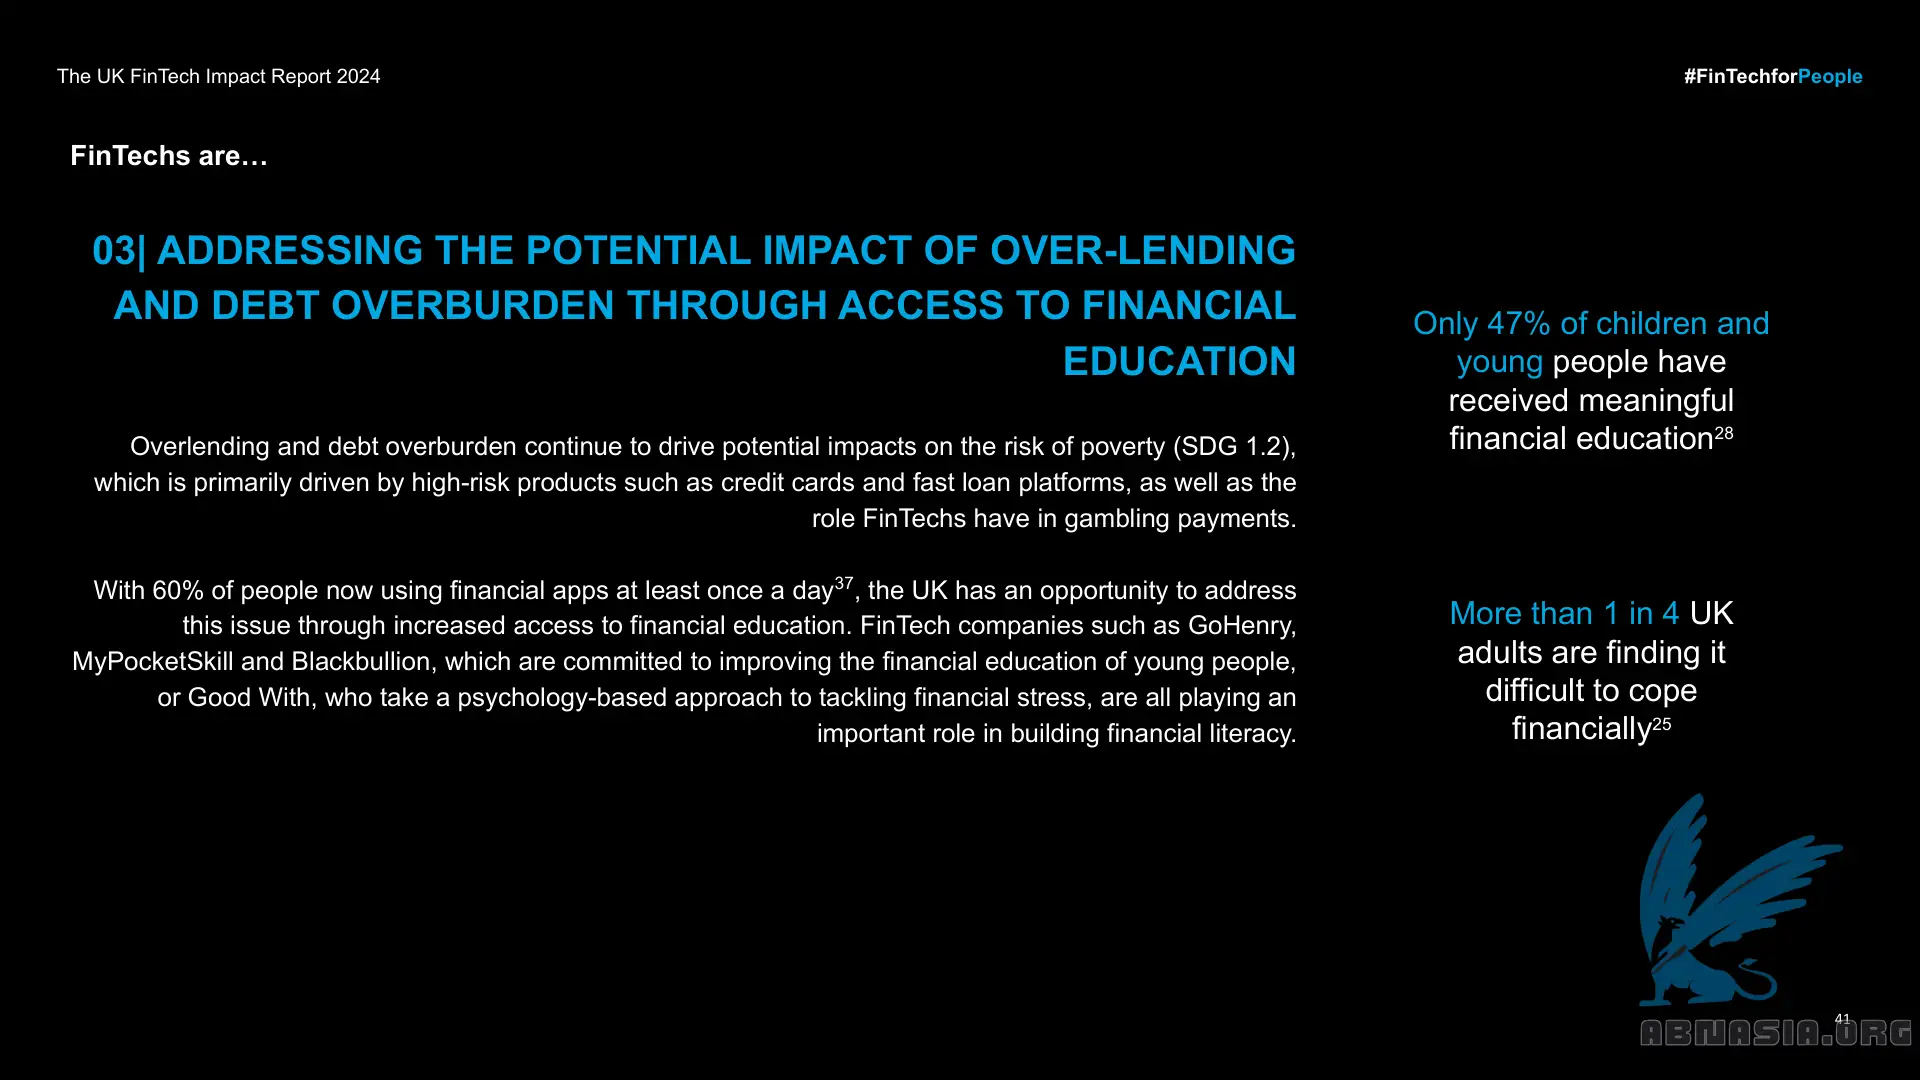 The UK FinTech Impact Report 2024
#FinTechforPeople
FinTechs are…
03| ADDRESSING THE POTENTIAL IMPACT OF OVER-LENDING
AND DEBT OVERBURDEN THROUGH ACCESS TO FINANCIAL
EDUCATION
Overlending and debt overburden continue to drive potential impacts on the risk of poverty (SDG 1.2),
which is primarily driven by high-risk products such as credit cards and fast loan platforms, as well as the
role FinTechs have in gambling payments.
With 60% of people now using financial apps at least once a day37, the UK has an opportunity to address
this issue through increased access to financial education. FinTech companies such as GoHenry,
MyPocketSkill and Blackbullion, which are committed to improving the financial education of young people,
or Good With, who take a psychology-based approach to tackling financial stress, are all playing an
important role in building financial literacy.
Only 47% of children and
young people have
received meaningful
financial education28
More than 1 in 4 UK
adults are finding it
difficult to cope
financially25
41
ABNASIA.ORG